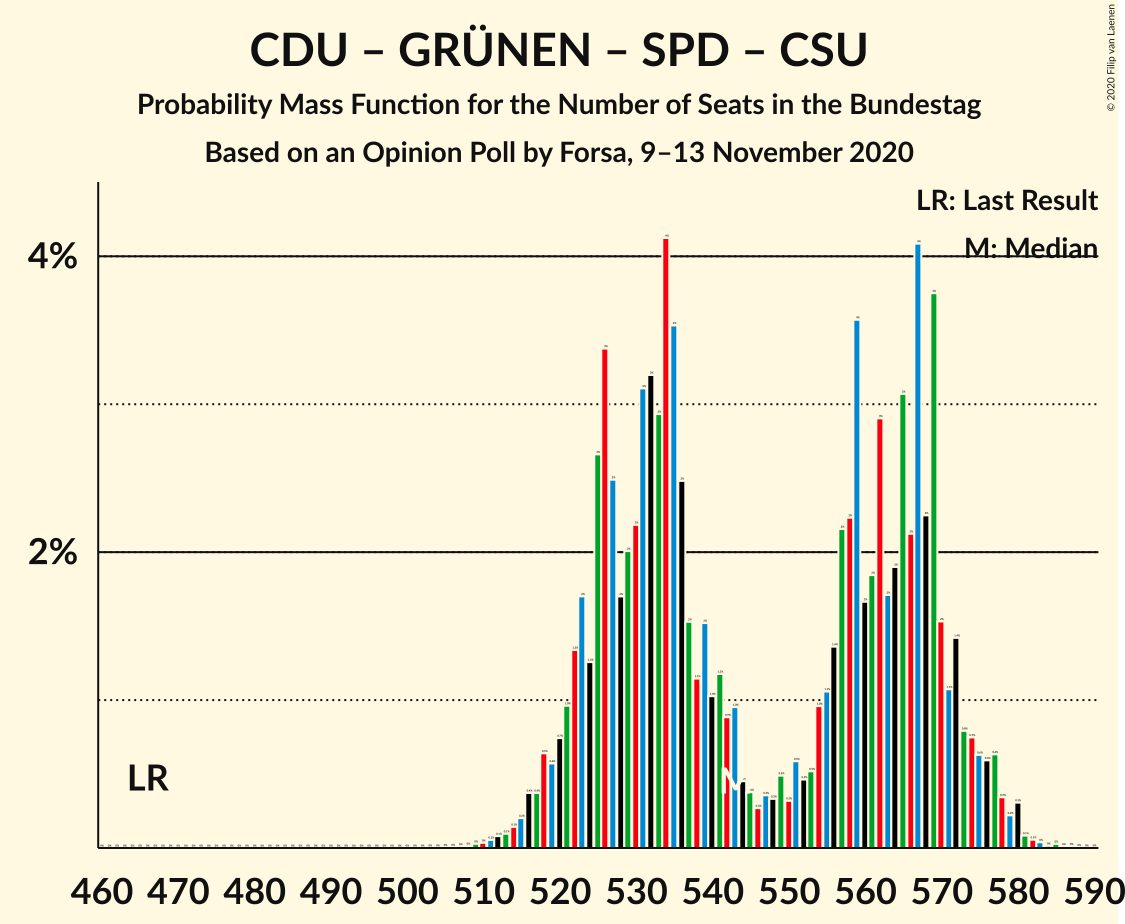 CDU – GRÜNEN – SPD – CSU
Probability Mass Function for the Number of Seats in the Bundestag
Based on an Opinion Poll by Forsa, 9–13 November 2020
© 2020 Filip van Laenen
LR: Last Result
M: Median
4%
2%
LR
M
460 470 480 490 500 510 520 530 540 550 560 570 580 590